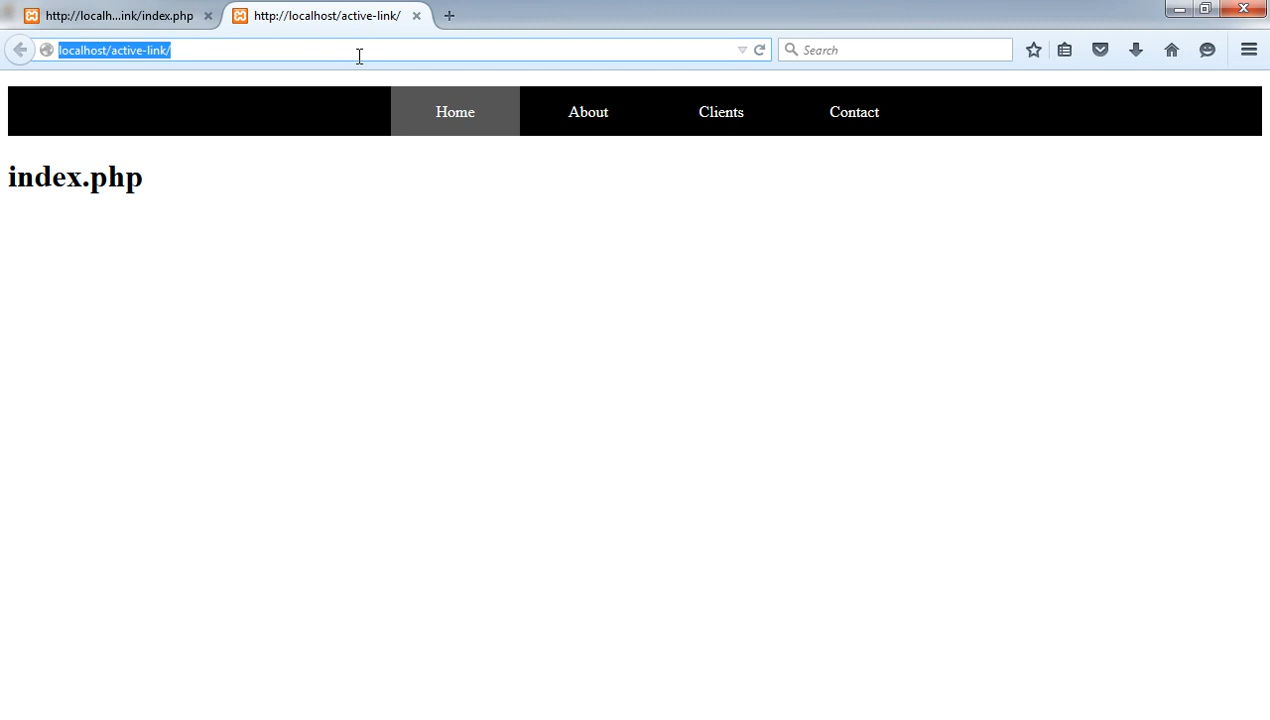 http://localh...ink/index.php
http://localhost/active-link/
localhost/active-link/
Search
Home About Clients Contact
index.php